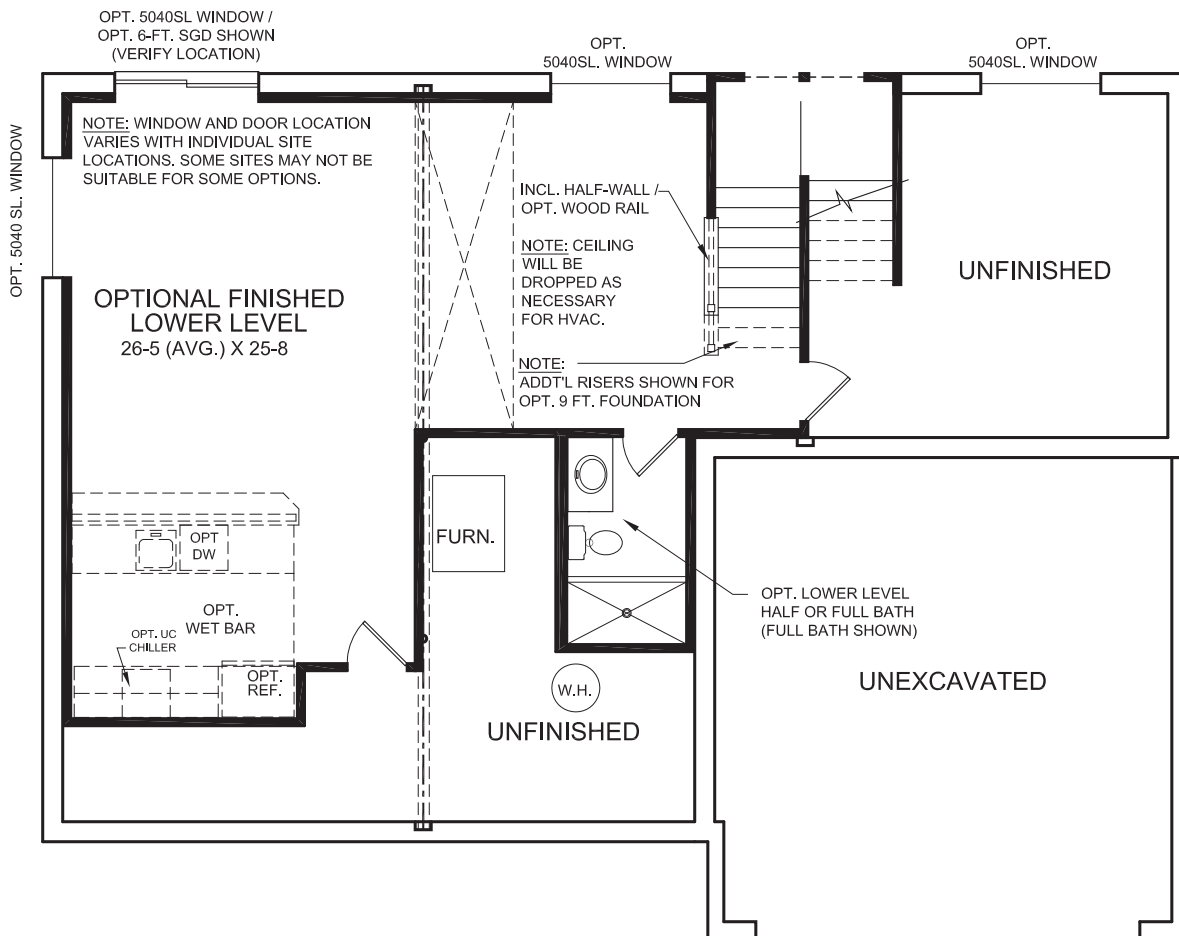 OPT. 5040SL WINDOW /
OPT. 6-FT. SGD SHOWN
(VERIFY LOCATION)
OPT.
5040SL. WINDOW
OPT.
5040SL. WINDOW
OPT. 5040 SL. WINDOW
NOTE: WINDOW AND DOOR LOCATION
VARIES WITH INDIVIDUAL SITE
LOCATIONS. SOME SITES MAY NOT BE
SUITABLE FOR SOME OPTIONS.
INCL. HALF-WALL /
OPT. WOOD RAIL
NOTE: CEILING
WILL BE
DROPPED AS
NECESSARY
FOR HVAC.
UNFINISHED
OPTIONAL FINISHED
LOWER LEVEL
26-5 (AVG.) X 25-8
NOTE:
ADDT'L RISERS SHOWN FOR
OPT. 9 FT. FOUNDATION
FURN.
OPT
DW
OPT.
WET BAR
OPT. UC
CHILLER
OPT.
REF.
OPT. LOWER LEVEL
HALF OR FULL BATH
(FULL BATH SHOWN)
W.H.
UNFINISHED
UNEXCAVATED